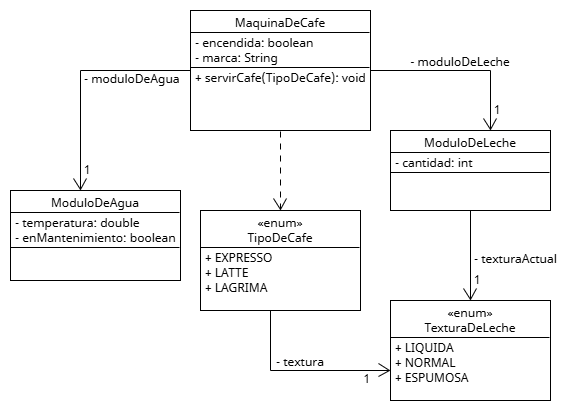 MaquinaDeCafe
- encendida: boolean
- marca: String
+ servirCafe(TipoDeCafe): void
- moduloDeAgua
- moduloDeLeche
1
1
ModuloDeLeche
- cantidad: int
ModuloDeAgua
- temperatura: double
- enMantenimiento: boolean
«enum»
TipoDeCafe
+ EXPRESSO
+ LATTE
+ LAGRIMA
- texturaActual
1
«enum»
TexturaDeLeche
+ LIQUIDA
+ NORMAL
+ ESPUMOSA
- textura
1